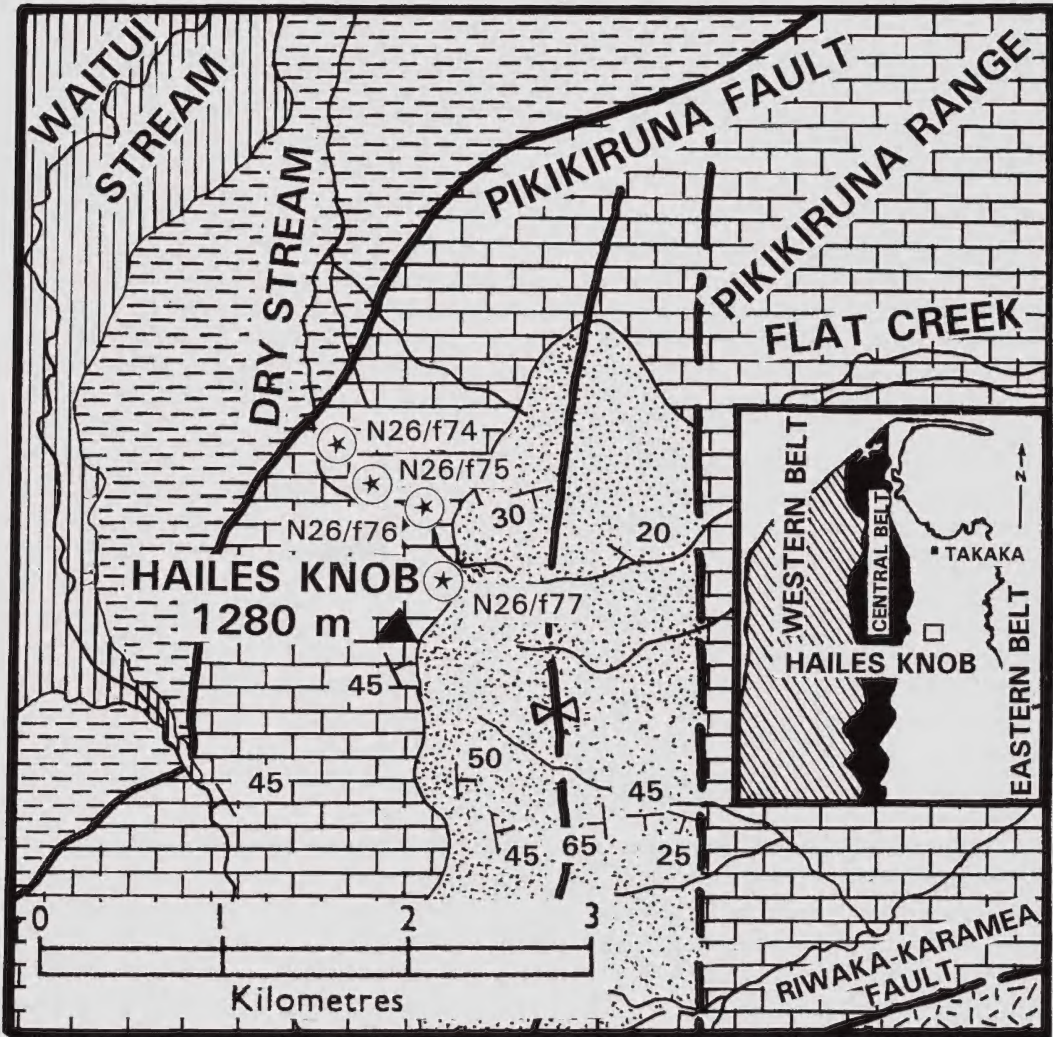 WAITUI
STREAM
DRY STREAM
PIKIKIRUNA FAULT
PIKIKIRUNA RANGE
FLAT CREEK
N26/f74
N26/f75
N26/f76
N26/f77
30
20
HAILES KNOB
1280 m
45
45
50
45
45
65
25
WESTERN BELT
CENTRAL BELT
N
TAKAKA
HAILES KNOB
EASTERN BELT
RIWAKA-KARAMEA
FAULT
0 1 2 3
Kilometres